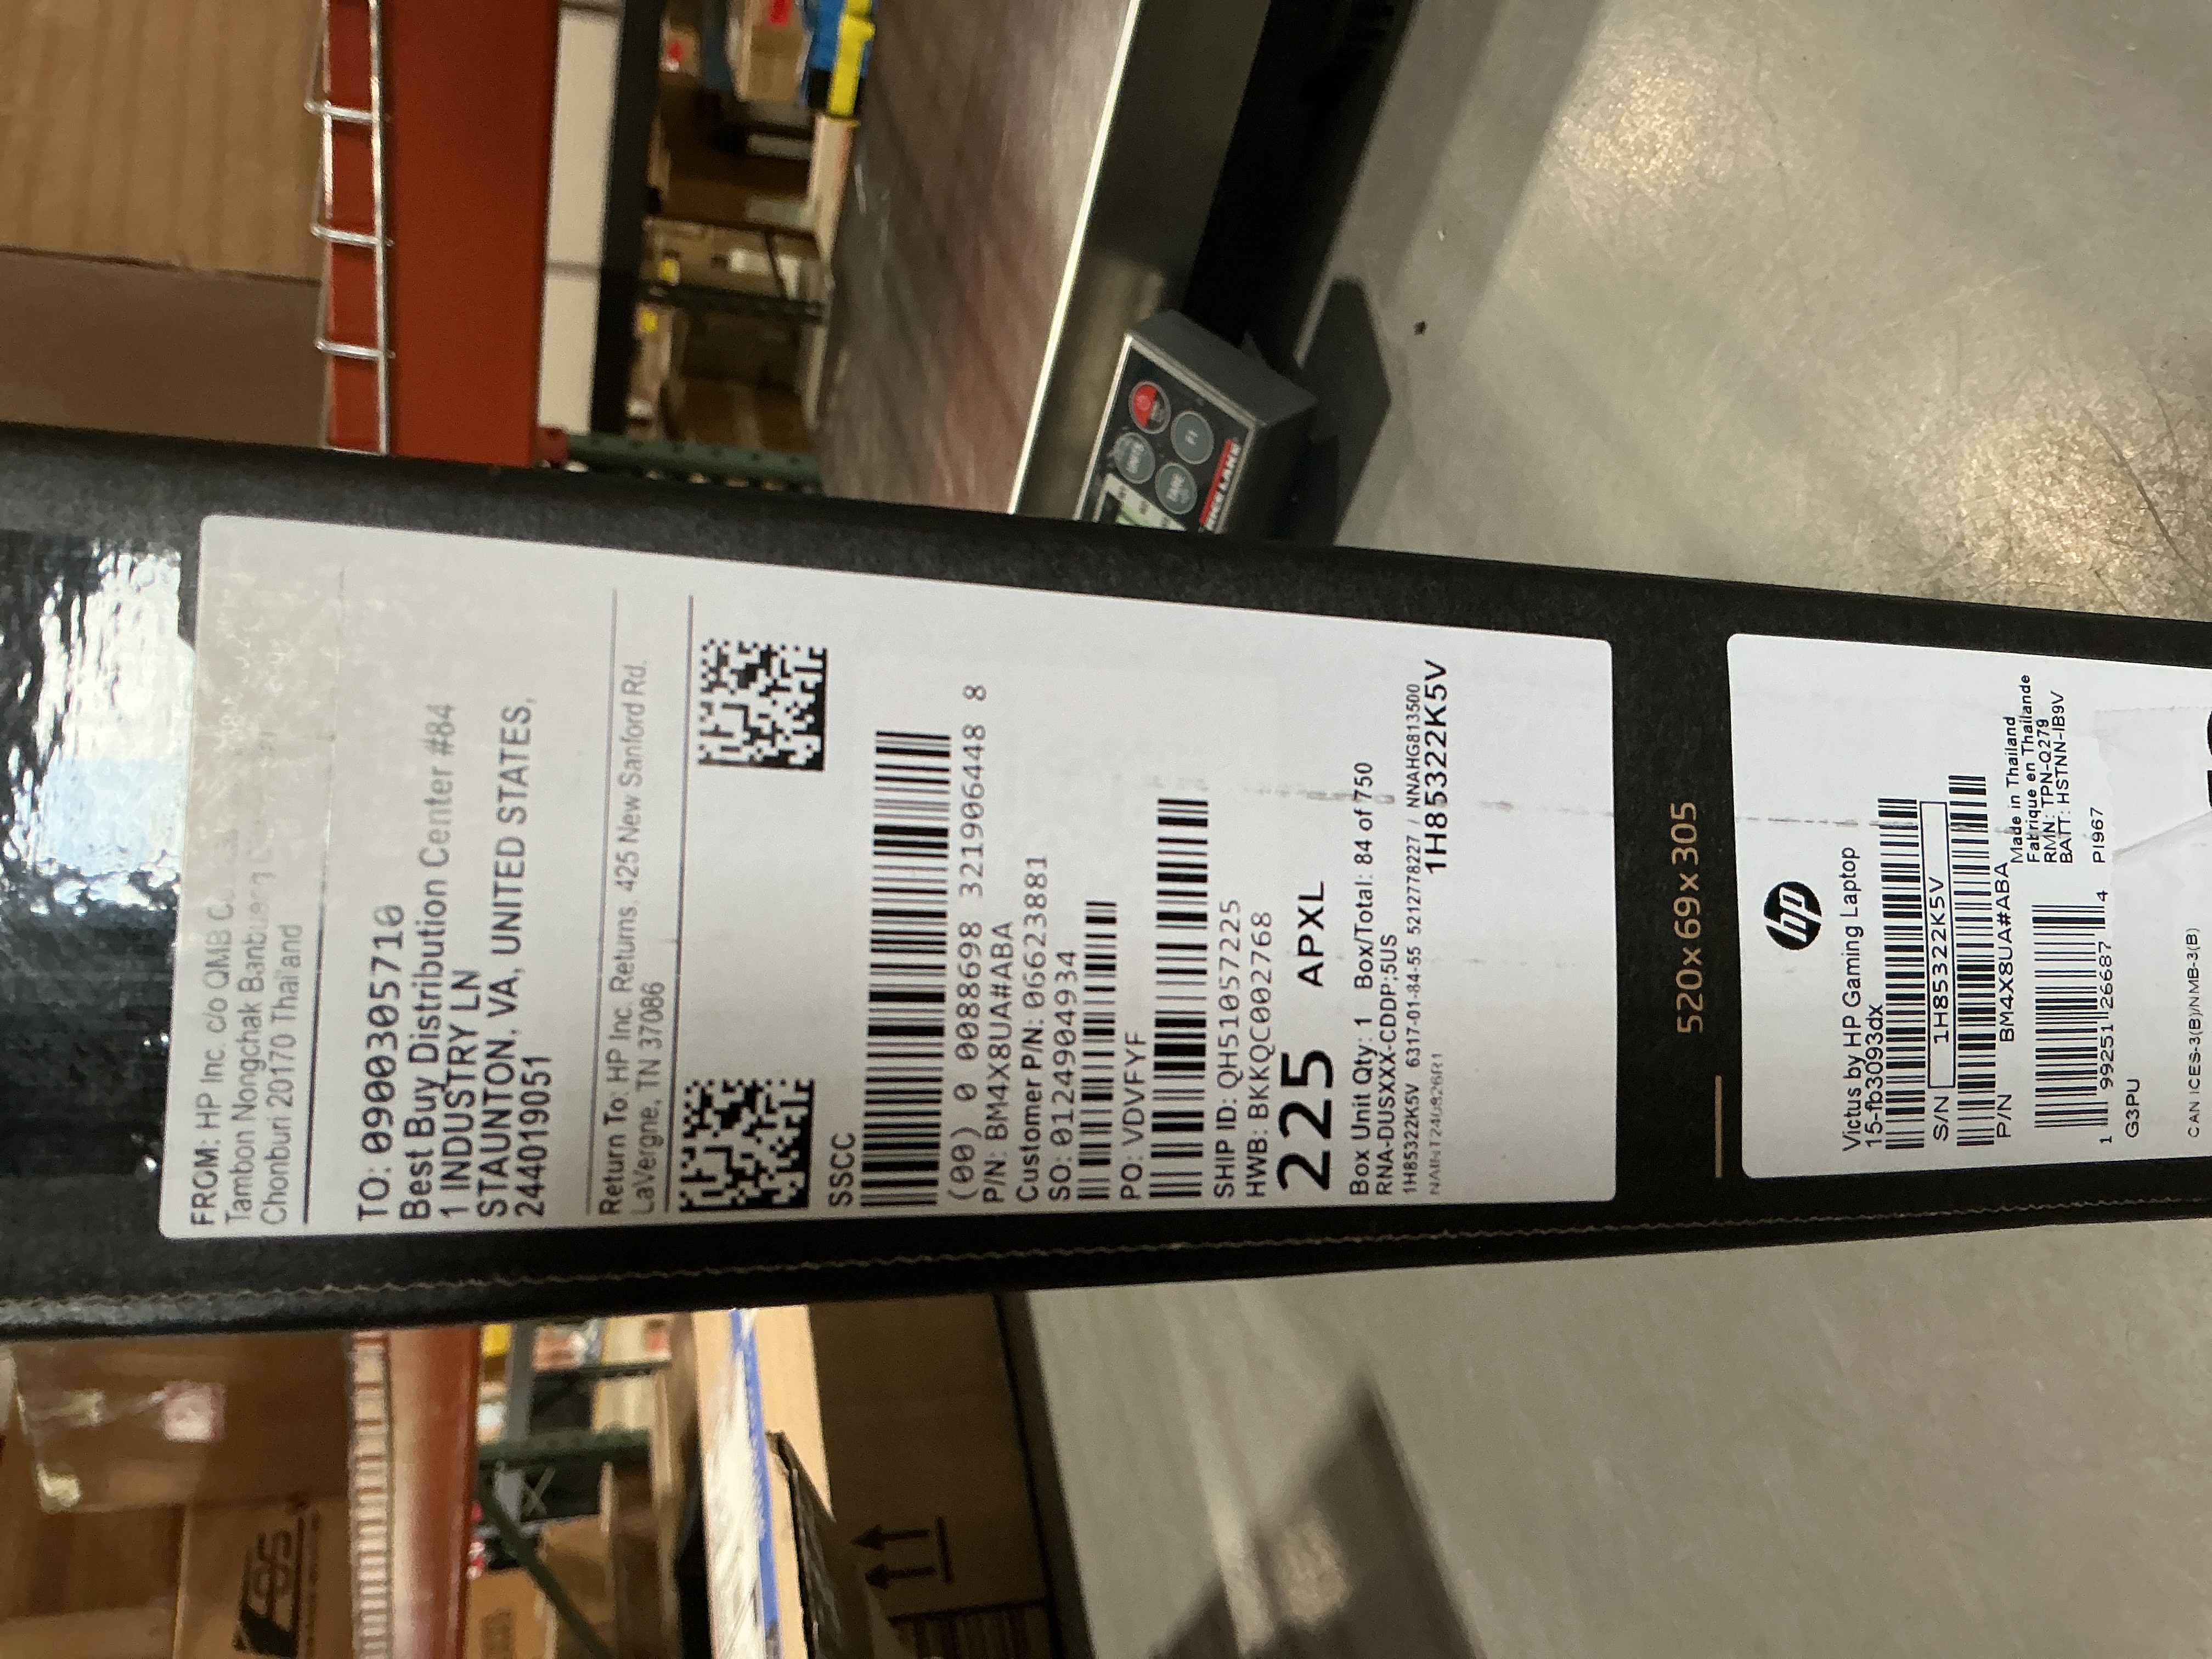 FROM: HP Inc. c/o QMB
Tambon Nongchak
Chonburi 20170 Thailand
TO: 0900305710
Best Buy Distribution Center #84
1 INDUSTRY LN
STAUNTON, VA, UNITED STATES,
244019051
Return To: HP Inc. Returns, 425 New Sanford Rd.
LaVergne, TN 37086
SSCC
(00) 0 0088698 321906448 8
P/N: BM4X8UA#ABA
Customer P/N: 06623881
SO: 0124904934
PO: VDVFYF
SHIP ID: QH51057225
HWB: BKKQC002768
225 APXL
Box Unit Qty: 1 Box/Total: 84 of 750
RNA-DUSXXX-CDDP;5US
1H85322K5V 6317-01-84-55 5212778227 / NNAHG813500
1H85322K5V
520x69x305
hp
Victus by HP Gaming Laptop
15-fb3093dx
S/N 1H85322K5V
P/N BM4X8UA#ABA
Made in Thailand
Fabriqué en Thaïlande
RMN: TPN-Q279
BATT: HSTNN-IB9V
1 99251 26687 4
PI967
G3PU
CAN ICES-3(B)/NMB-3(B)